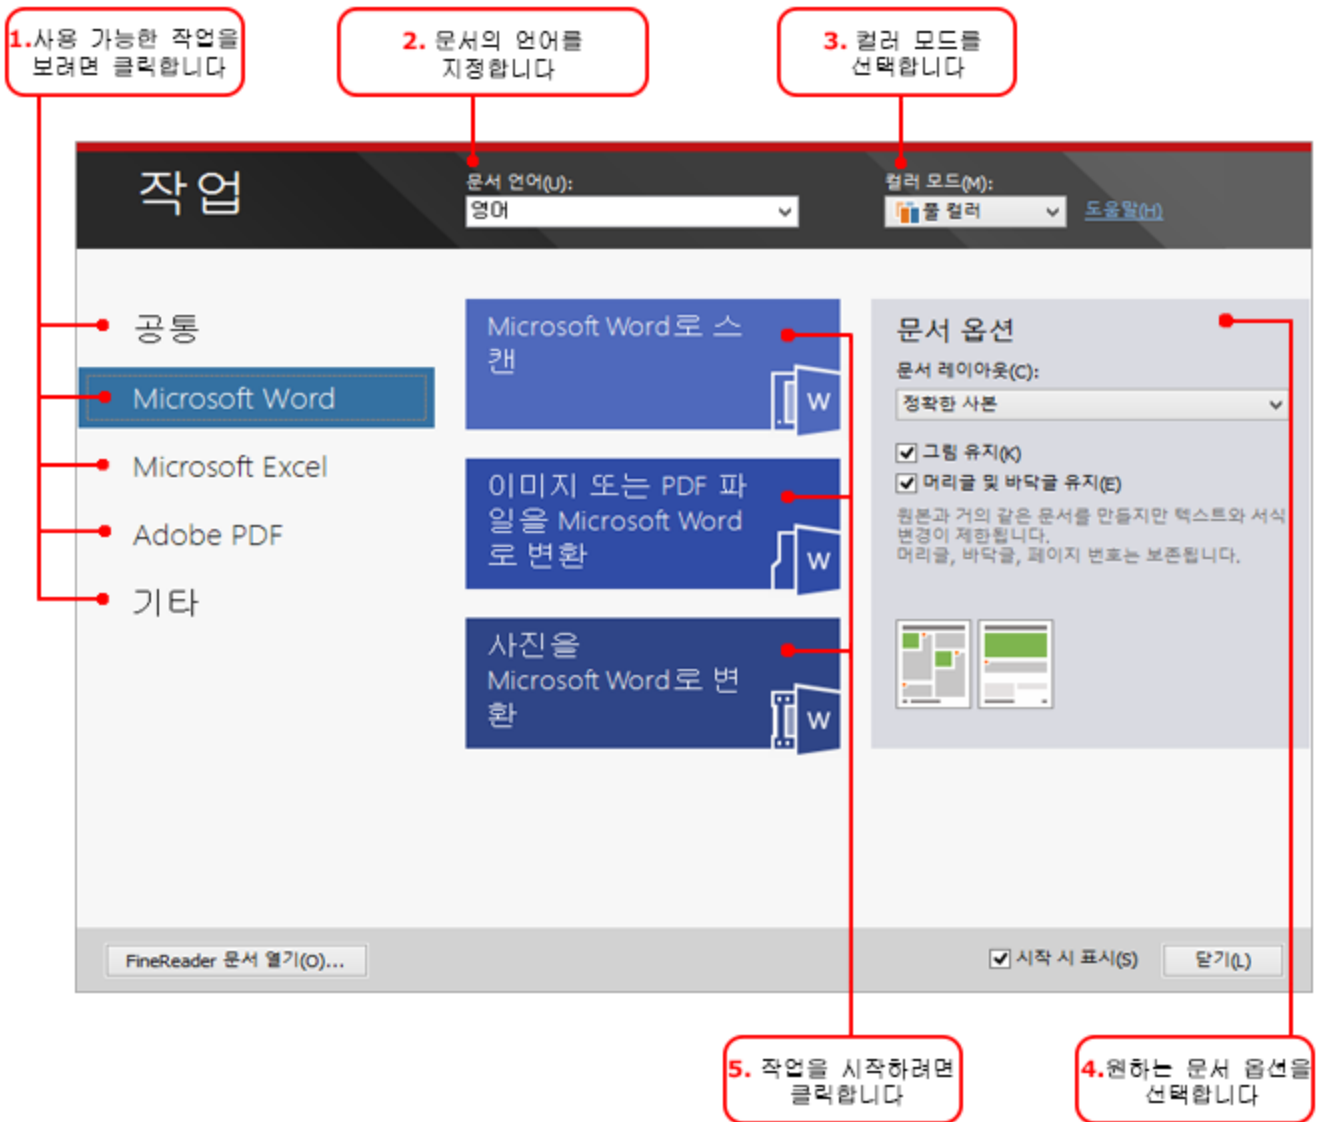 1.사용 가능한 작업을
보려면 클릭합니다
2. 문서의 언어를
지정합니다
3. 컬러 모드를
선택합니다
작업
문서 언어(U):
영어
컬러 모드(M):
풀 컬러
도움말(H)
공통
Microsoft Word
Microsoft Excel
Adobe PDF
기타
Microsoft Word로 스
캔
W
이미지 또는 PDF 파
일을 Microsoft Word
로 변환
W
사진을
Microsoft Word로 변
환
W
문서 옵션
문서 레이아웃(C):
정확한 사본
그림 유지(K)
머리글 및 바닥글 유지(E)
원본과 거의 같은 문서를 만들지만 텍스트와 서식
변경이 제한됩니다.
머리글, 바닥글, 페이지 번호는 보존됩니다.
FineReader 문서 열기(O)...
시작 시 표시(S)
닫기(L)
5. 작업을 시작하려면
클릭합니다
4.원하는 문서 옵션을
선택합니다